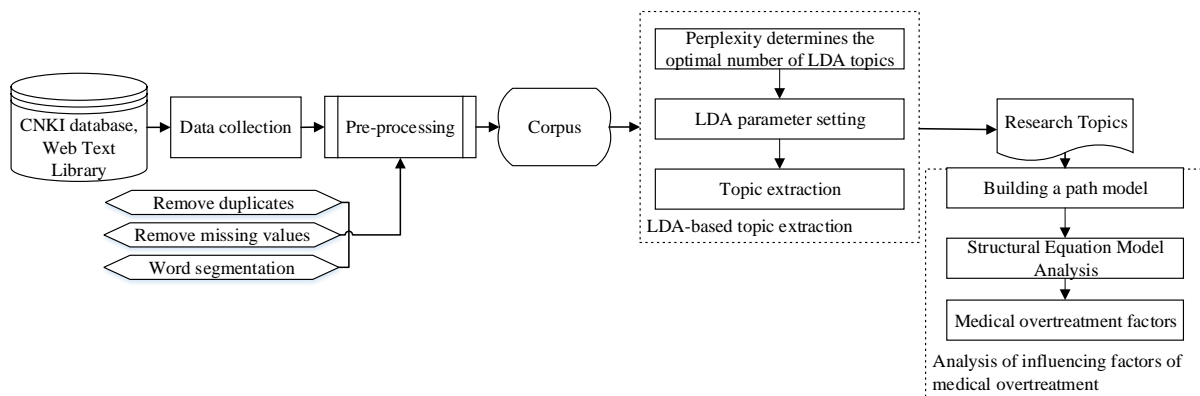 CNKI database,
Web Text
Library
Data collection
Pre-processing
Remove duplicates
Remove missing values
Word segmentation
Corpus
Perplexity determines the
optimal number of LDA topics
LDA parameter setting
Topic extraction
LDA-based topic extraction
Research Topics
Building a path model
Structural Equation Model
Analysis
Medical overtreatment factors
Analysis of influencing factors of
medical overtreatment